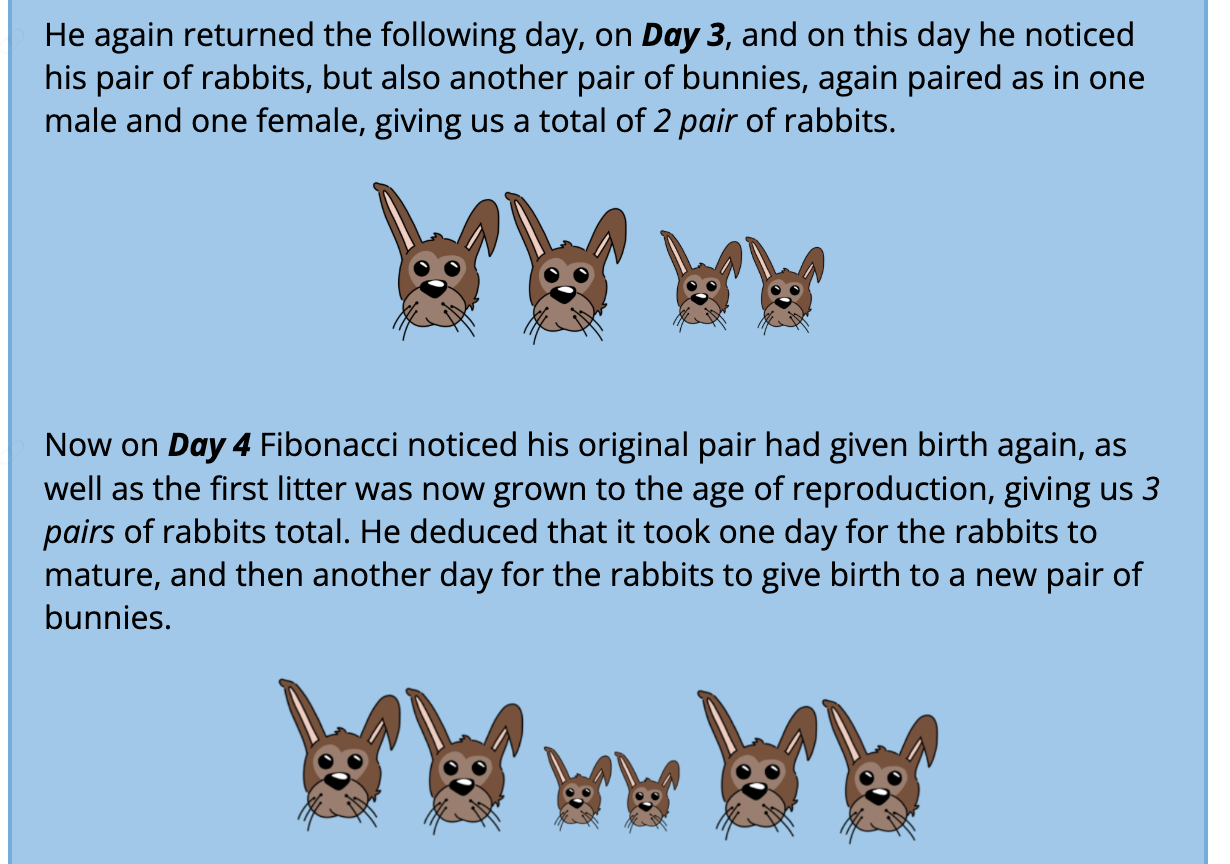 He again returned the following day, on Day 3, and on this day he noticed
his pair of rabbits, but also another pair of bunnies, again paired as in one
male and one female, giving us a total of 2 pair of rabbits.
Now on Day 4 Fibonacci noticed his original pair had given birth again, as
well as the first litter was now grown to the age of reproduction, giving us 3
pairs of rabbits total. He deduced that it took one day for the rabbits to
mature, and then another day for the rabbits to give birth to a new pair of
bunnies.